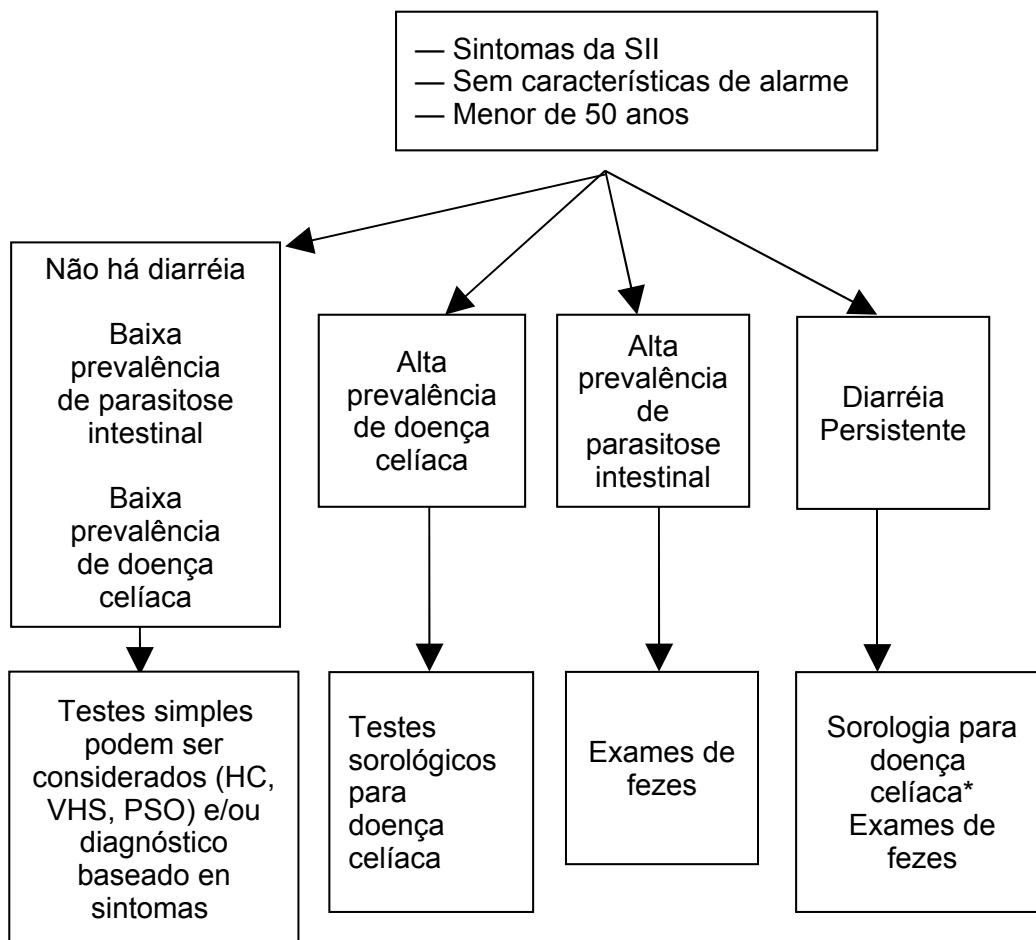 — Sintomas da SII
— Sem características de alarme
— Menor de 50 anos
Não há diarréia
Baixa
prevalência
de parasitose
intestinal
Baixa
prevalência
de doença
celíaca
Alta
prevalência
de doença
celíaca
Alta
prevalência
de
parasitose
intestinal
Diarréia
Persistente
Testes simples
podem ser
considerados (HC,
VHS, PSO) e/ou
diagnóstico
baseado en
sintomas
Testes
sorológicos
para
doença
celíaca
Exames de
fezes
Sorologia para
doença
celíaca*
Exames de
fezes